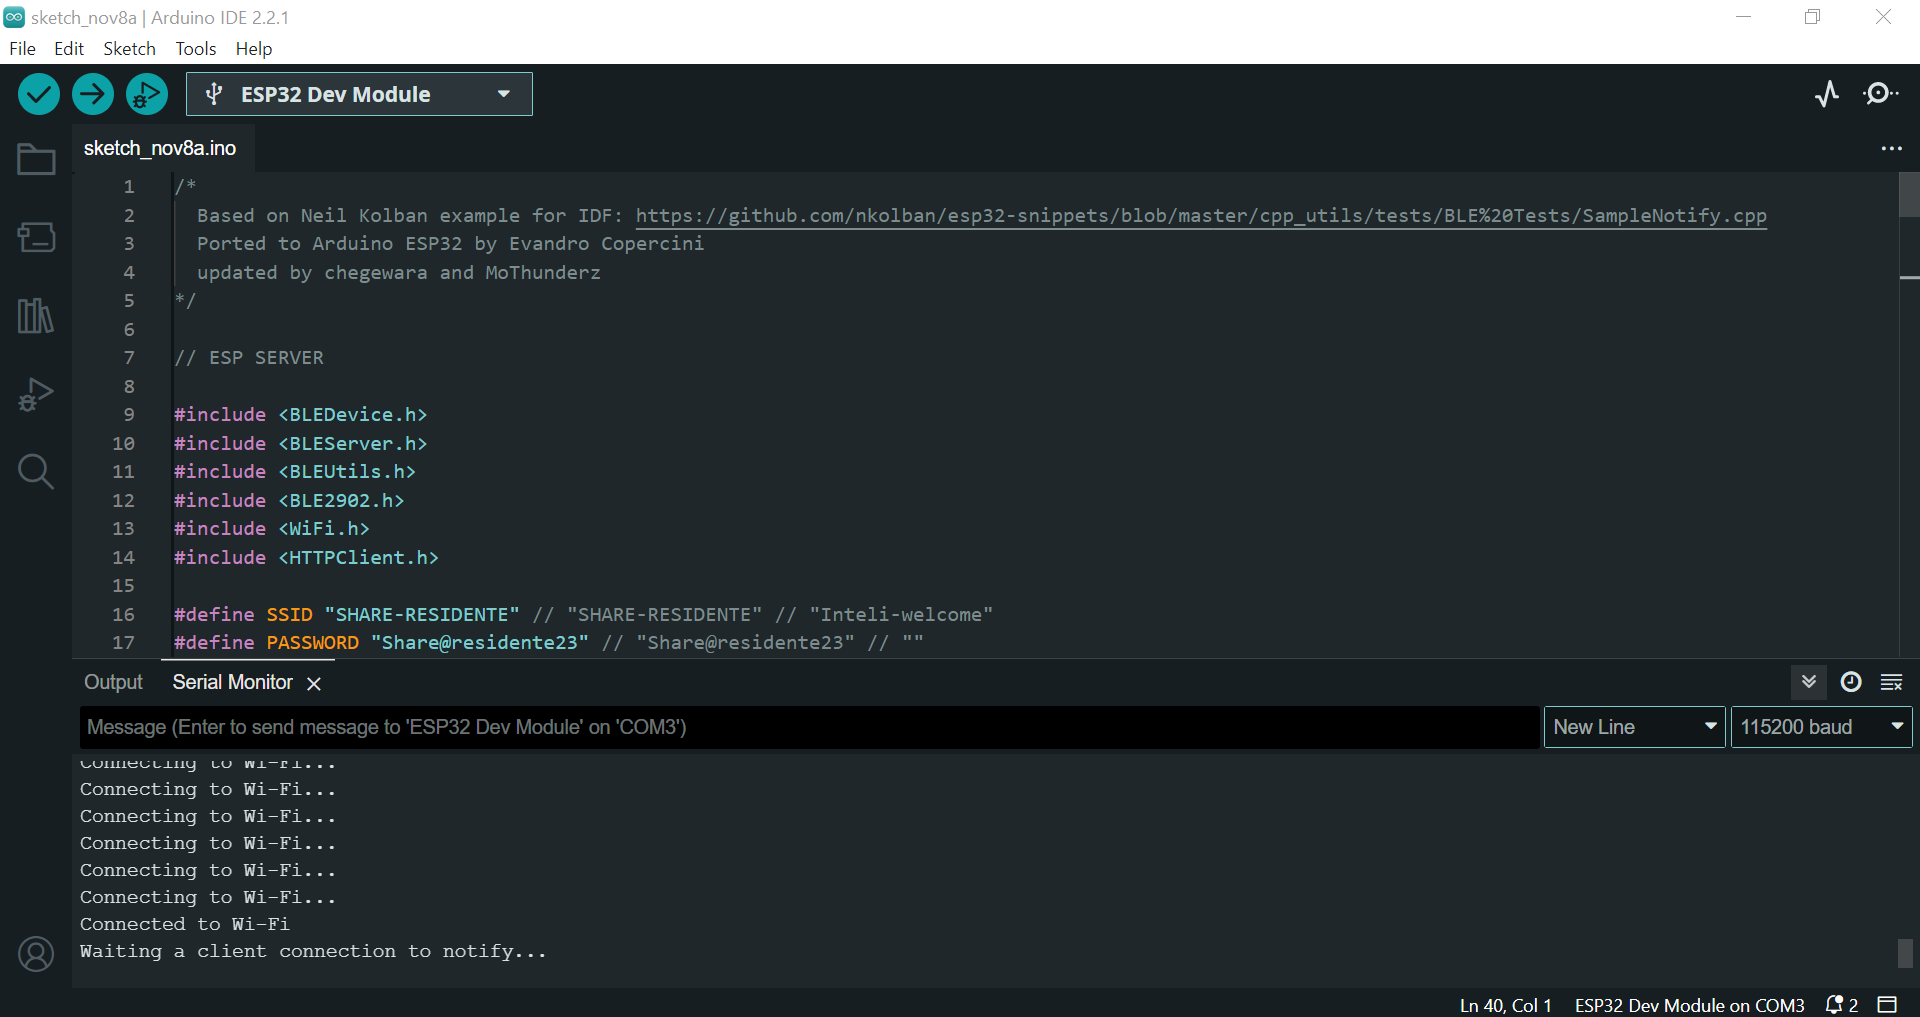 sketch_nov8a | Arduino IDE 2.2.1
File Edit Sketch Tools Help
ESP32 Dev Module
sketch_nov8a.ino
1 /*
2 Based on Neil Kolban example for IDF: https://github.com/nkolban/esp32-snippets/blob/master/cpp_utils/tests/BLE%20Tests/SampleNotify.cpp
3 Ported to Arduino ESP32 by Evandro Copercini
4 updated by chegewara and MoThunderz
5 */
6
7 // ESP SERVER
8
9 #include <BLEDevice.h>
10 #include <BLEServer.h>
11 #include <BLEUtils.h>
12 #include <BLE2902.h>
13 #include <WiFi.h>
14 #include <HTTPClient.h>
15
16 #define SSID "SHARE-RESIDENTE" // "SHARE-RESIDENTE" // "Inteli-welcome"
17 #define PASSWORD "Share@residente23" // "Share@residente23" // ""
Output Serial Monitor
Message (Enter to send message to 'ESP32 Dev Module' on 'COM3') New Line 115200 baud
Connecting to Wi-Fi...
Connecting to Wi-Fi...
Connecting to Wi-Fi...
Connecting to Wi-Fi...
Connecting to Wi-Fi...
Connecting to Wi-Fi...
Connected to Wi-Fi
Waiting a client connection to notify...
Ln 40, Col 1 ESP32 Dev Module on COM3 2